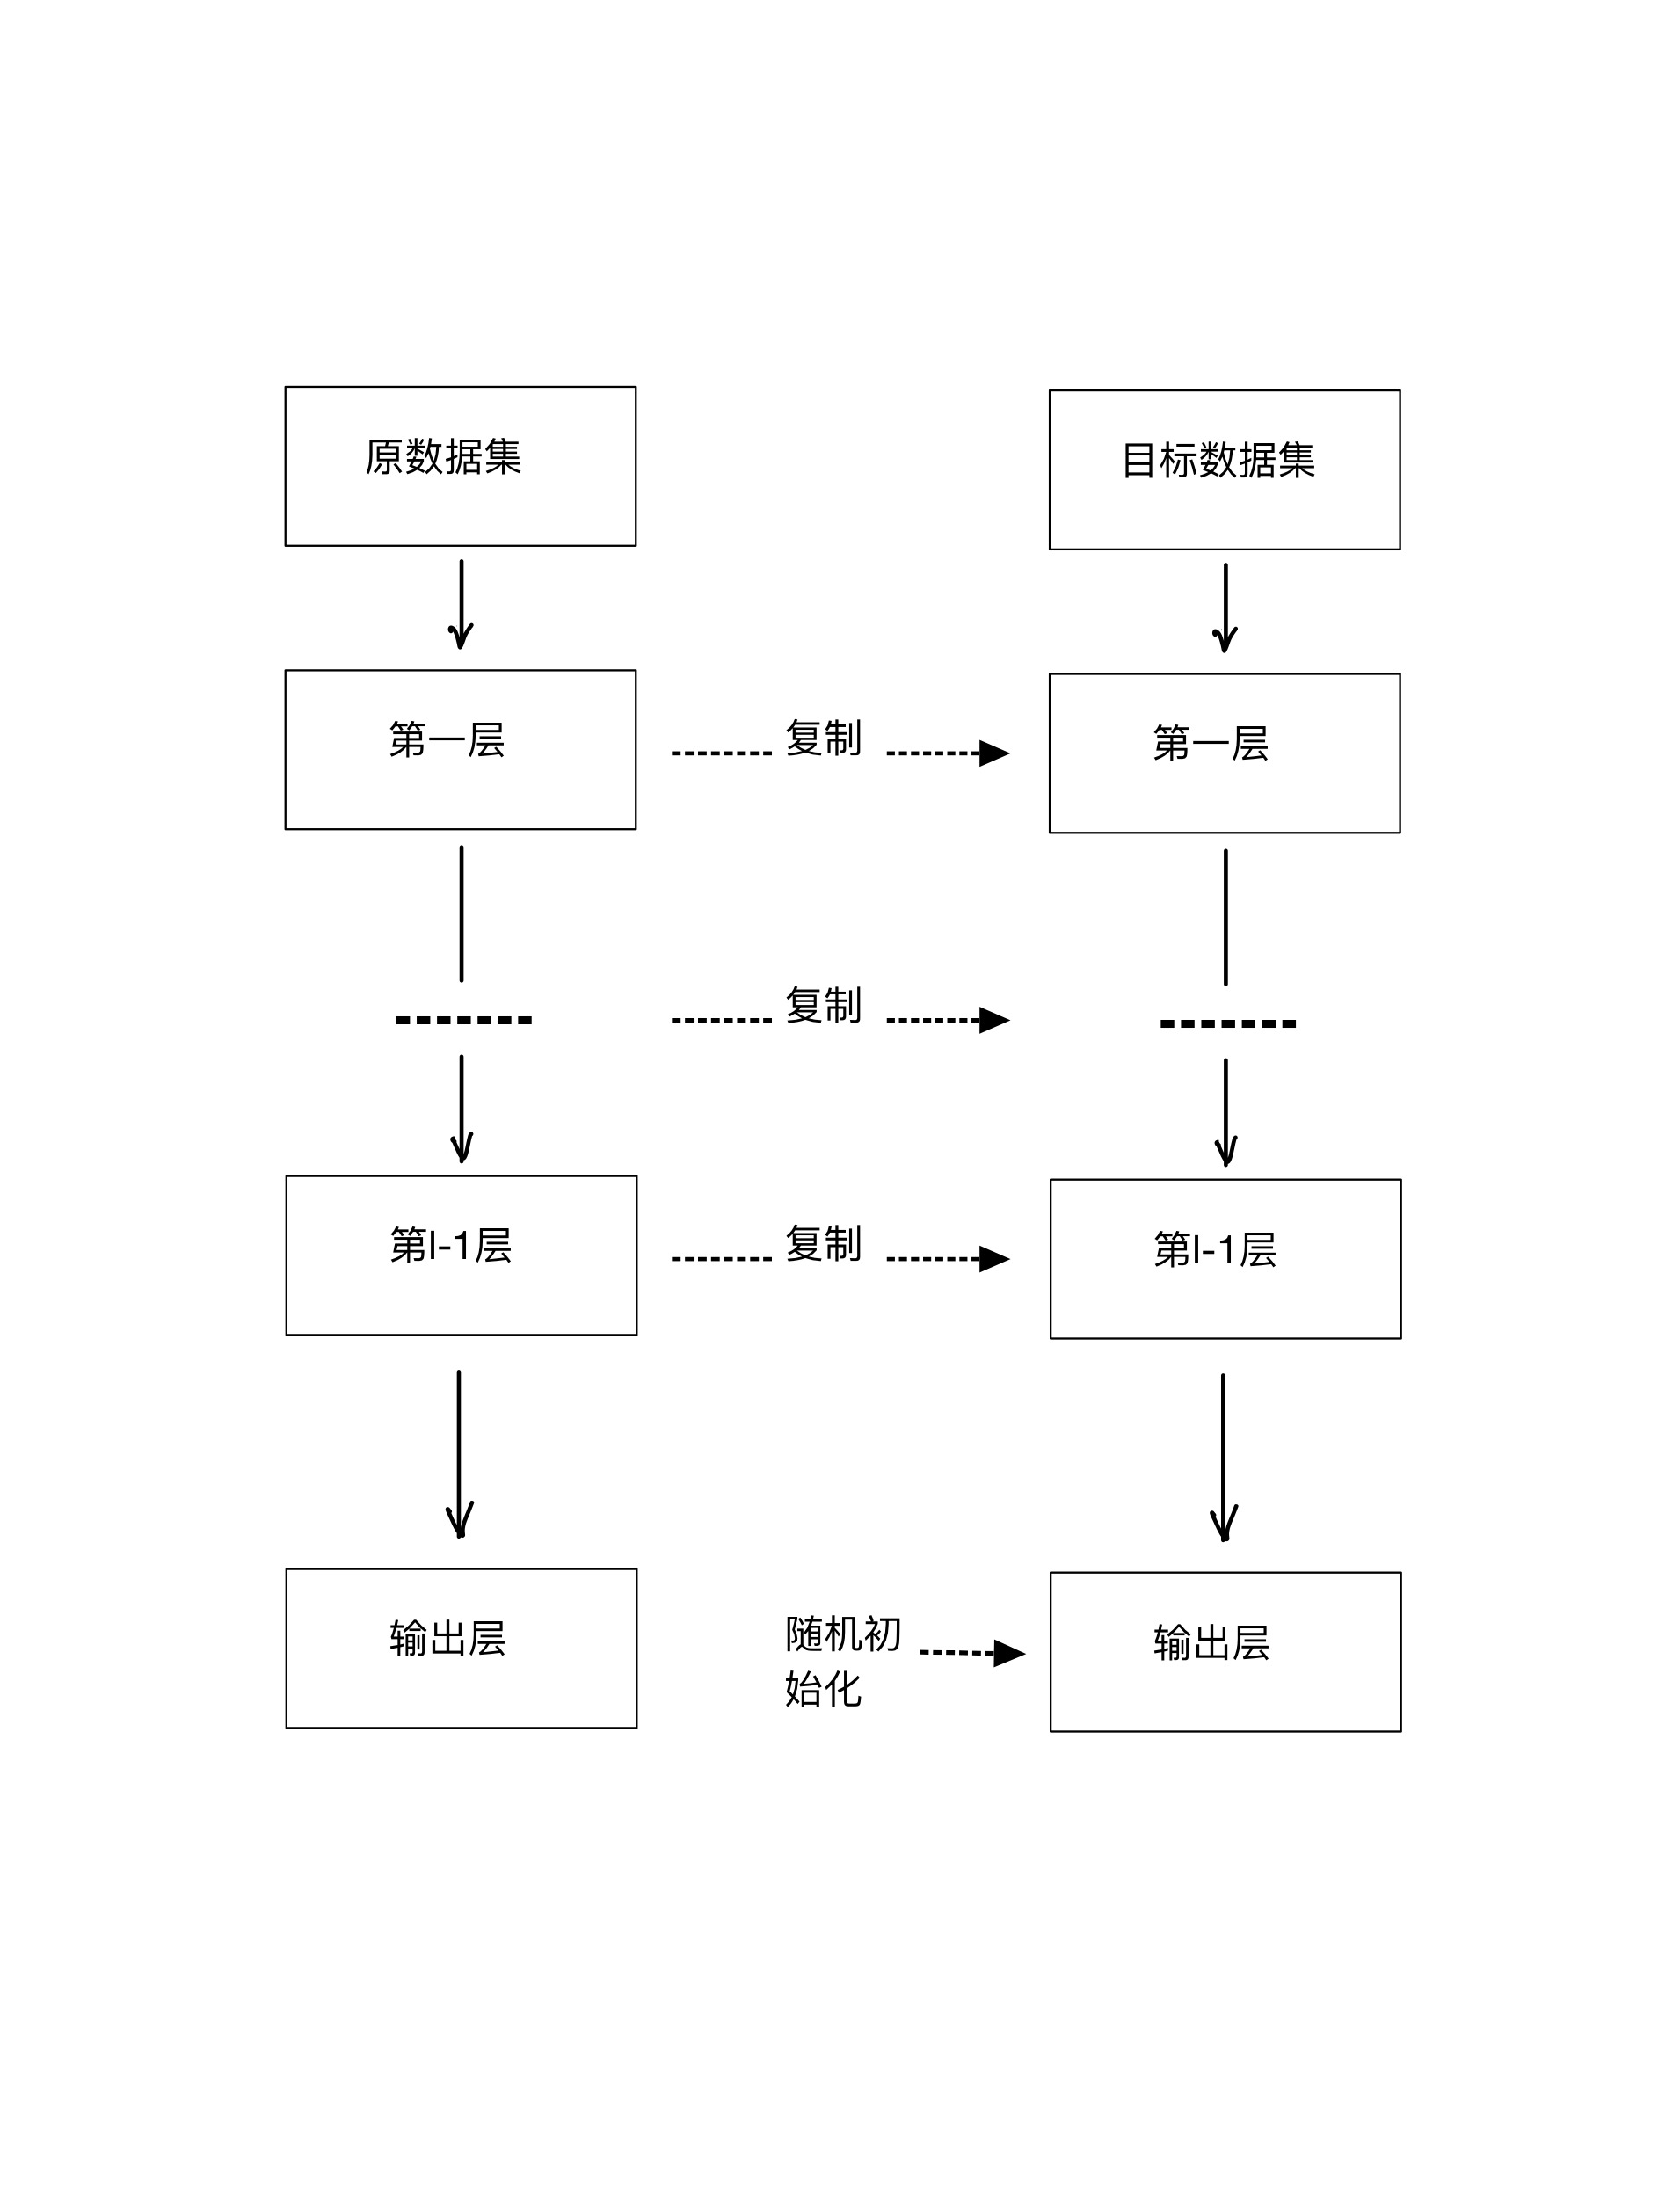 原数据集
目标数据集
第一层
复制
第一层
复制
第l-1层
复制
第l-1层
输出层
随机初
始化
输出层